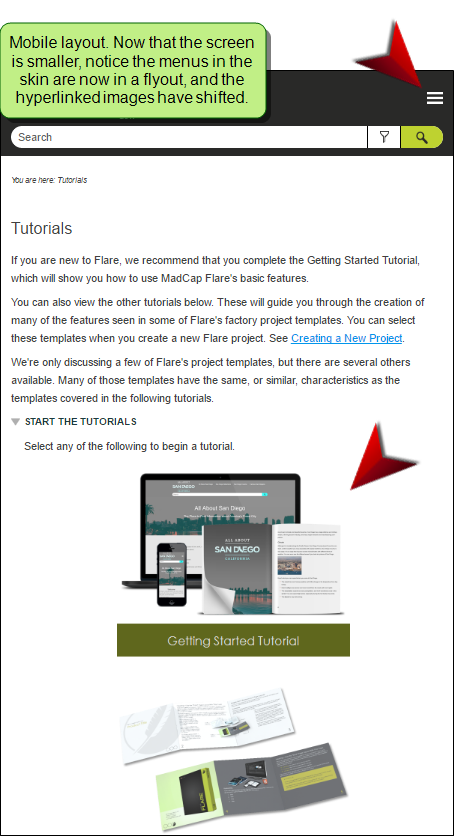 Mobile layout. Now that the screen
is smaller, notice the menus in the
skin are now in a flyout, and the
hyperlinked images have shifted.
Search
You are here: Tutorials
Tutorials
If you are new to Flare, we recommend that you complete the Getting Started Tutorial,
which will show you how to use MadCap Flare's basic features.
You can also view the other tutorials below. These will guide you through the creation of
many of the features seen in some of Flare's factory project templates. You can select
these templates when you create a new Flare project. See Creating a New Project.
We're only discussing a few of Flare's project templates, but there are several others
available. Many of those templates have the same, or similar, characteristics as the
templates covered in the following tutorials.
START THE TUTORIALS
Select any of the following to begin a tutorial.
All About San Diego
ALL ABOUT
SAN DIEGO
CALIFORNIA
Getting Started Tutorial
FLARE